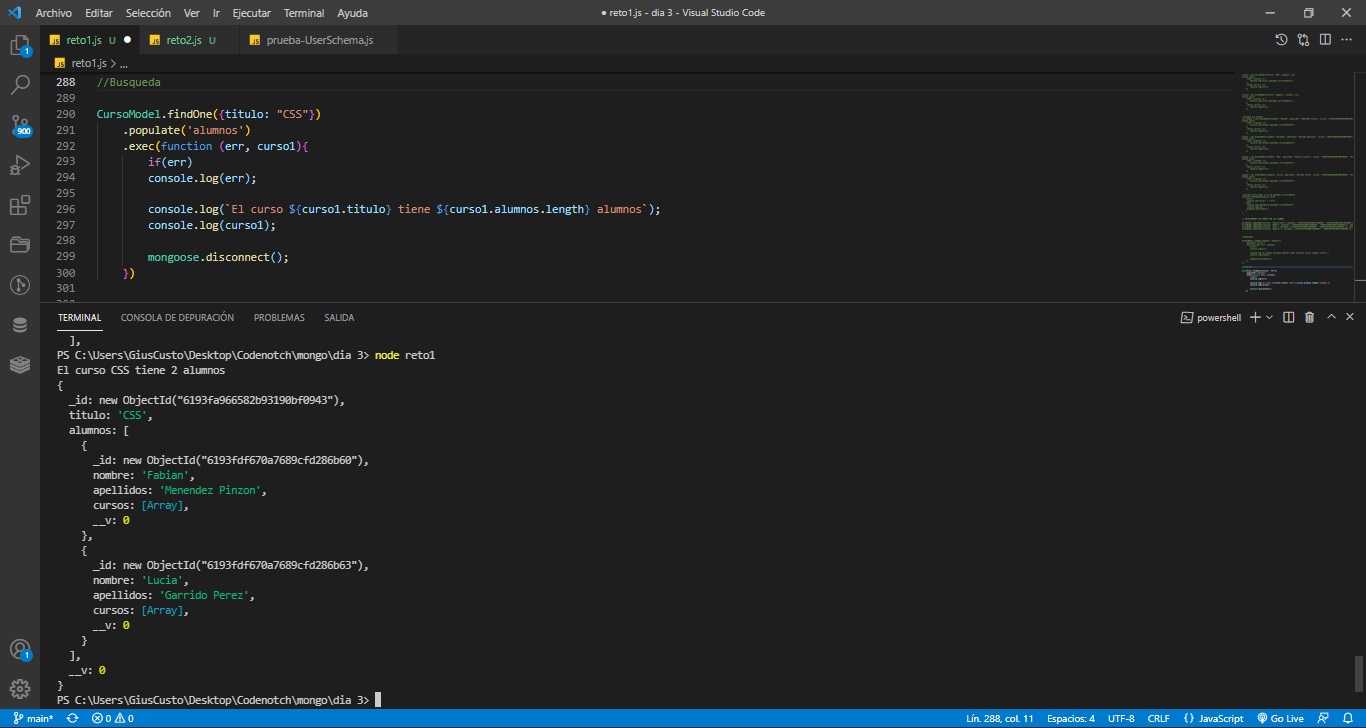 Archivo Editar Selección Ver Ir Ejecutar Terminal Ayuda
● reto1.js - dia 3 - Visual Studio Code
reto1.js U ● reto2.js U prueba-UserSchema.js
reto1.js > ...
288 //Busqueda
289
290 CursoModel.findOne({titulo: "CSS"})
291 .populate('alumnos')
292 .exec(function (err, curso1){
293 if(err)
294 console.log(err);
295
296 console.log(`El curso ${curso1.titulo} tiene ${curso1.alumnos.length} alumnos`);
297 console.log(curso1);
298
299 mongoose.disconnect();
300 })
301
1
900
1
TERMINAL CONSOLA DE DEPURACIÓN PROBLEMAS SALIDA
powershell
],
PS C:\Users\GiusCusto\Desktop\Codenotch\mongo\dia 3> node reto1
El curso CSS tiene 2 alumnos
{
_id: new ObjectId("6193fa966582b93190bf0943"),
titulo: 'CSS',
alumnos: [
{
_id: new ObjectId("6193fdf670a7689cfd286b60"),
nombre: 'Fabian',
apellidos: 'Menendez Pinzon',
cursos: [Array],
__v: 0
},
{
_id: new ObjectId("6193fdf670a7689cfd286b63"),
nombre: 'Lucia',
apellidos: 'Garrido Perez',
cursos: [Array],
__v: 0
}
],
__v: 0
}
PS C:\Users\GiusCusto\Desktop\Codenotch\mongo\dia 3>
main* 0 0 Lín. 288, col. 11 Espacios: 4 UTF-8 CRLF {} JavaScript Go Live